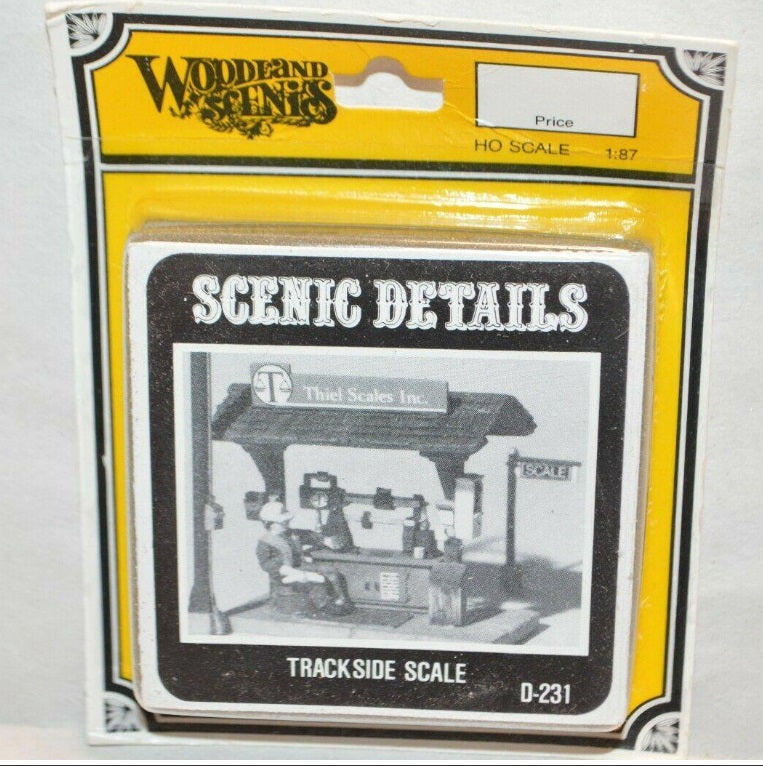 WOODLAND
SCENICS
Price
HO SCALE 1:87
SCENIC DETAILS
T Thiel Scales Inc.
SCALE
TRACKSIDE SCALE
D-231